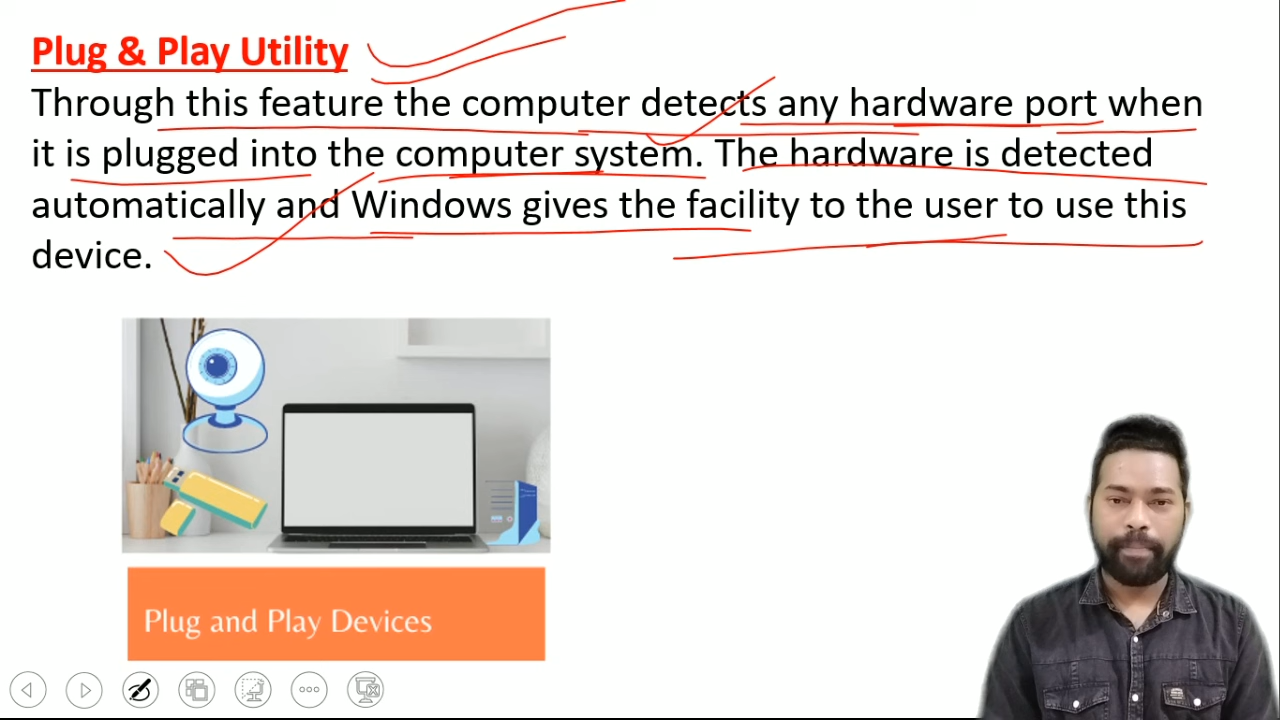 Plug & Play Utility
Through this feature the computer detects any hardware port when
it is plugged into the computer system. The hardware is detected
automatically and Windows gives the facility to the user to use this
device.
Plug and Play Devices